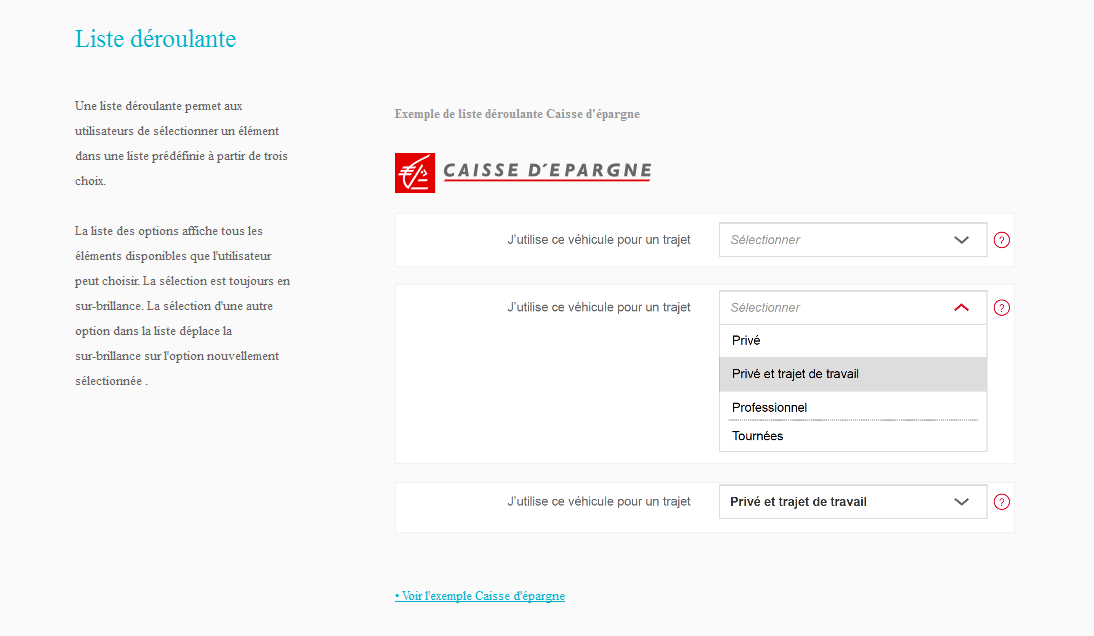 Liste déroulante
Une liste déroulante permet aux
utilisateurs de sélectionner un élément
dans une liste prédéfinie à partir de trois
choix.
La liste des options affiche tous les
éléments disponibles que l'utilisateur
peut choisir. La sélection est toujours en
sur-brillance. La sélection d'une autre
option dans la liste déplace la
sur-brillance sur l'option nouvellement
sélectionnée .
Exemple de liste déroulante Caisse d'épargne
CAISSE D'EPARGNE
J'utilise ce véhicule pour un trajet
Sélectionner
?
J'utilise ce véhicule pour un trajet
Sélectionner
?
Privé
Privé et trajet de travail
Professionnel
Tournées
J'utilise ce véhicule pour un trajet
Privé et trajet de travail
?
• Voir l'exemple Caisse d'épargne